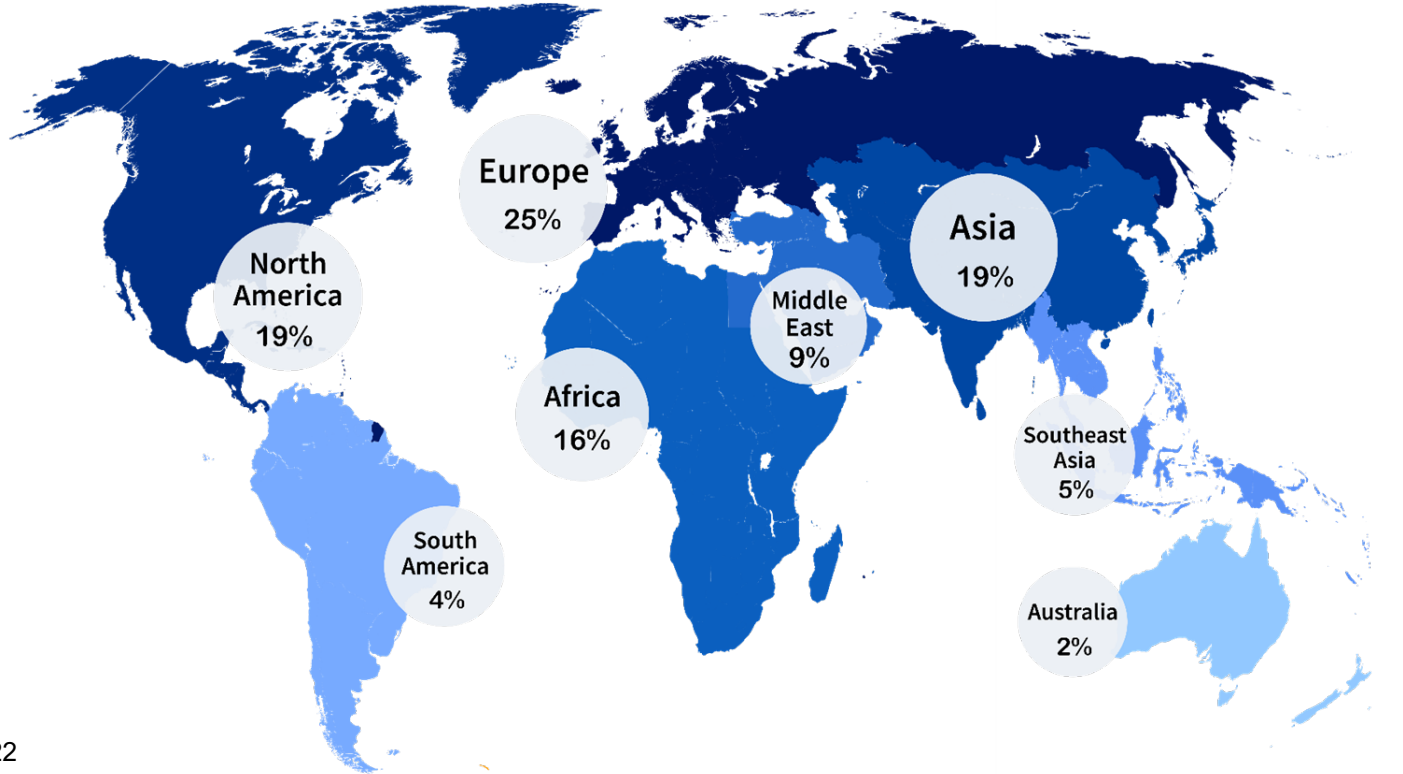 Europe
25%
Asia
19%
North
America
19%
Middle
East
9%
Africa
16%
Southeast
Asia
5%
South
America
4%
Australia
2%